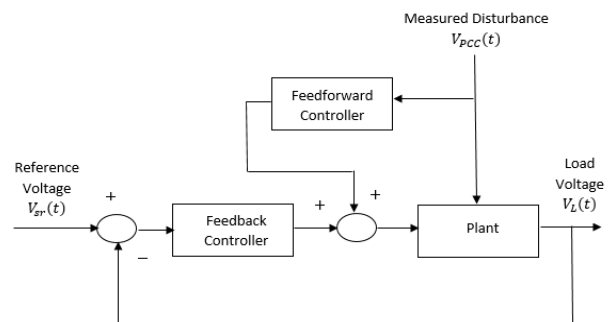 Measured Disturbance
V_PCC(t)
Feedforward
Controller
Reference
Voltage
V_sr(t)
+
+
Load
Voltage
V_L(t)
+
Feedback
Controller
Plant
−